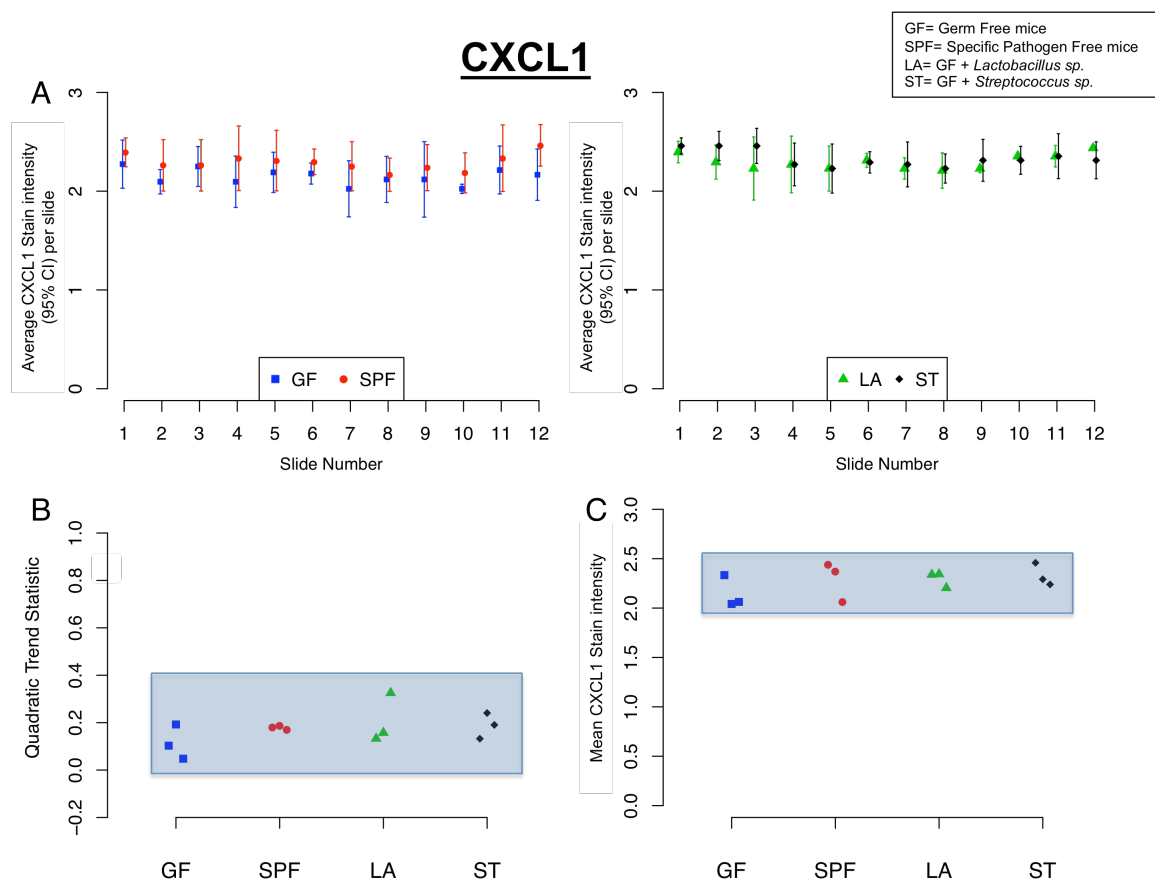 CXCL1
GF= Germ Free mice
SPF= Specific Pathogen Free mice
LA= GF + Lactobacillus sp.
ST= GF + Streptococcus sp.
A
Average CXCL1 Stain intensity
(95% CI) per slide
3
2
1
0
GF SPF
1 2 3 4 5 6 7 8 9 10 11 12
Slide Number
Average CXCL1 Stain intensity
(95% CI) per slide
3
2
1
0
LA ST
1 2 3 4 5 6 7 8 9 10 11 12
Slide Number
B
Quadratic Trend Statistic
1.0
0.8
0.6
0.4
0.2
0.0
−0.2
GF SPF LA ST
C
Mean CXCL1 Stain intensity
3.0
2.5
2.0
1.5
1.0
0.5
0.0
GF SPF LA ST